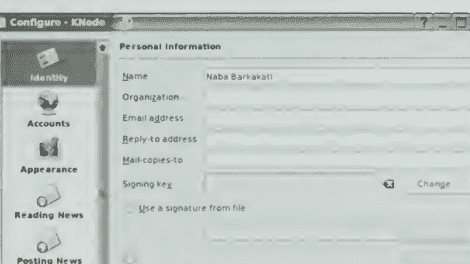 Configure - KNode
Personal Information
Identity
Name Naba Barkakati
Organization
Accounts
Email address
Reply-to address
Appearance
Mail-copies-to
Signing key Change
Reading News
Use a signature from file
Posting News